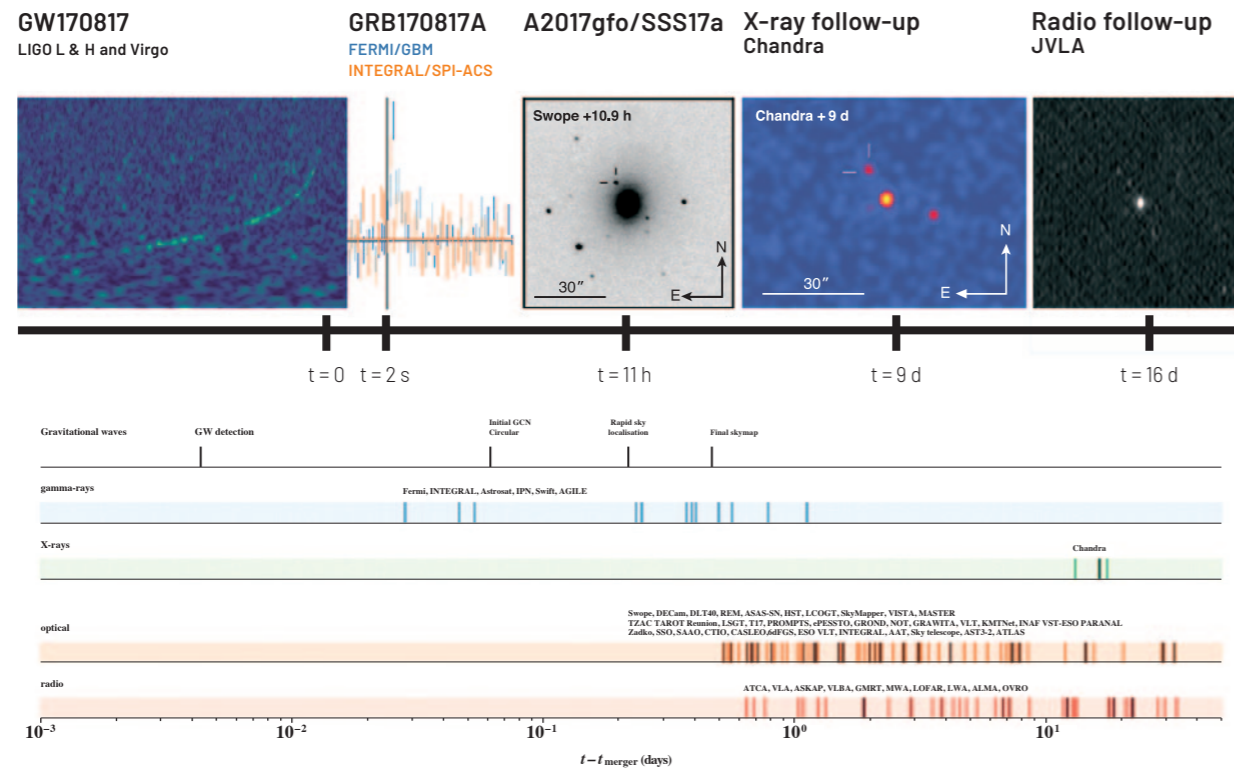 GW170817
LIGO L & H and Virgo
GRB170817A
FERMI/GBM
INTEGRAL/SPI-ACS
A2017gfo/SSS17a
X-ray follow-up
Chandra
Radio follow-up
JVLA
Swope +10.9 h
30″
N
E
Chandra + 9 d
30″
N
E
t = 0
t = 2 s
t = 11 h
t = 9 d
t = 16 d
Gravitational waves
GW detection
Initial GCN
Circular
Rapid sky
localisation
Final skymap
gamma-rays
Fermi, INTEGRAL, Astrosat, IPN, Swift, AGILE
X-rays
Chandra
optical
Swope, DECam, DLT40, REM, ASAS-SN, HST, LCOGT, SkyMapper, VISTA, MASTER
TZAC TAROT Reunion, LSGT, T17, PROMPTS, ePESSTO, GROND, NOT, GRAWITA, VLT, KMTNet, INAF VST-ESO PARANAL
Zadko, SSO, SAAO, CTIO, CASLEO,6dFGS, ESO VLT, INTEGRAL, AAT, Sky telescope, AST3-2, ATLAS
radio
ATCA, VLA, ASKAP, VLBA, GMRT, MWA, LOFAR, LWA, ALMA, OVRO
10⁻³
10⁻²
10⁻¹
10⁰
10¹
t − t merger (days)